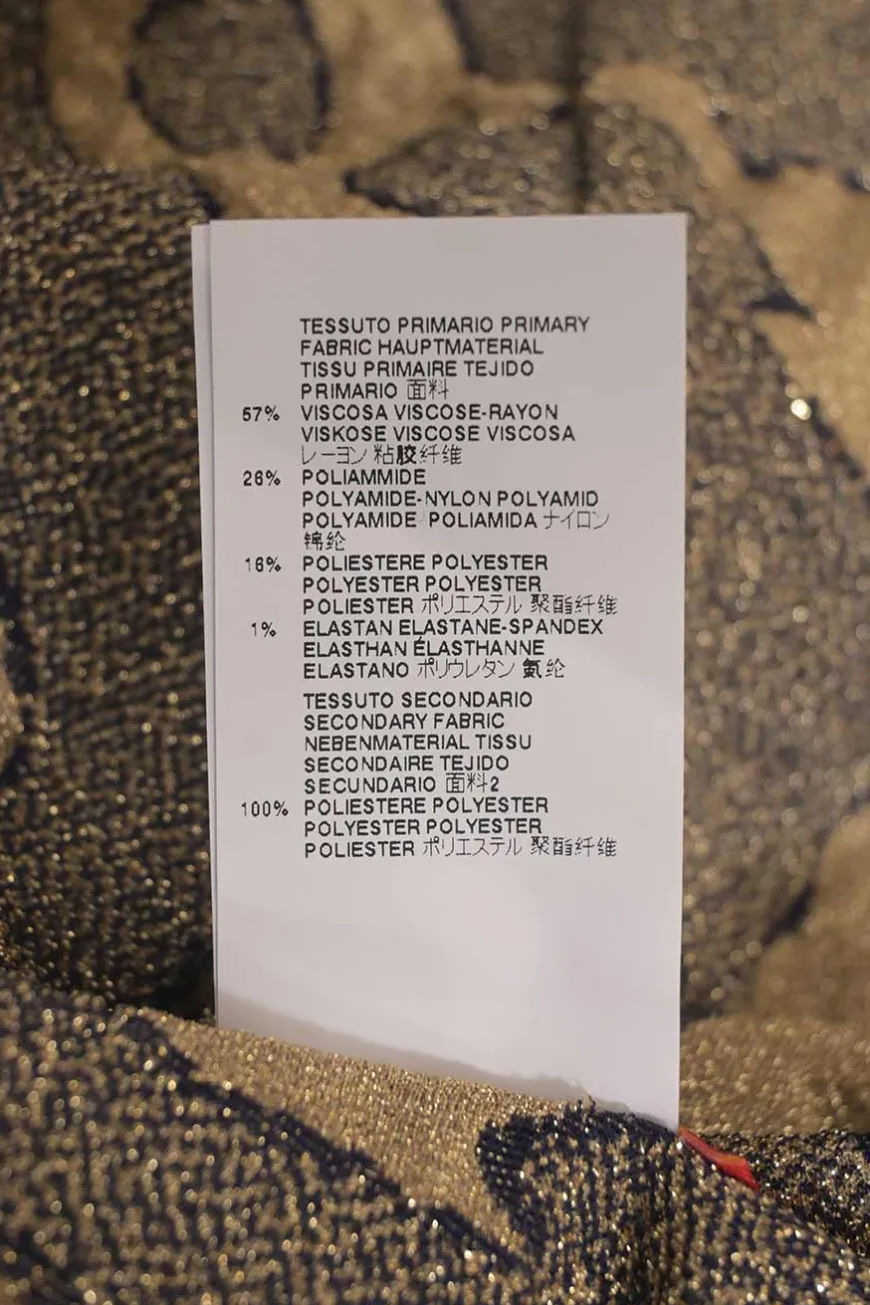 TESSUTO PRIMARIO PRIMARY
FABRIC HAUPTMATERIAL
TISSU PRIMAIRE TEJIDO
PRIMARIO 面料
57% VISCOSA VISCOSE-RAYON
VISKOSE VISCOSE VISCOSA
レーヨン 粘胶纤维
26% POLIAMMIDE
POLYAMIDE-NYLON POLYAMID
POLYAMIDE POLIAMIDA ナイロン
锦纶
16% POLIESTERE POLYESTER
POLYESTER POLYESTER
POLIESTER ポリエステル 聚酯纤维
1% ELASTAN ELASTANE-SPANDEX
ELASTHAN ÉLASTHANNE
ELASTANO ポリウレタン 氨纶
TESSUTO SECONDARIO
SECONDARY FABRIC
NEBENMATERIAL TISSU
SECONDAIRE TEJIDO
SECUNDARIO 面料2
100% POLIESTERE POLYESTER
POLYESTER POLYESTER
POLIESTER ポリエステル 聚酯纤维